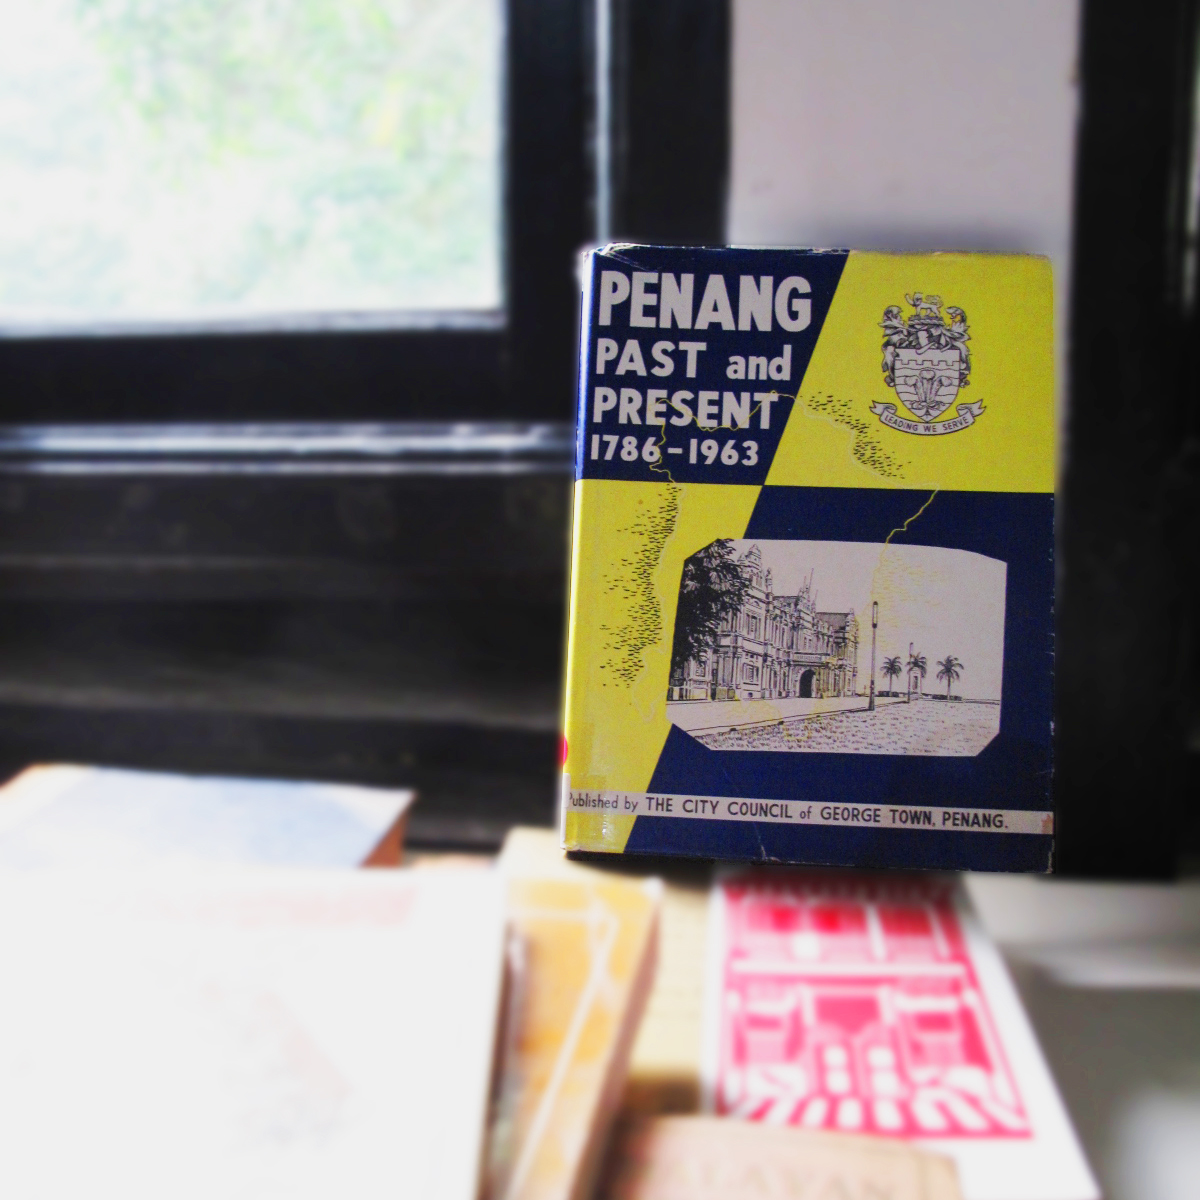 PENANG
PAST and
PRESENT
1786-1963
LEADING WE SERVE
Published by THE CITY COUNCIL of GEORGE TOWN, PENANG.